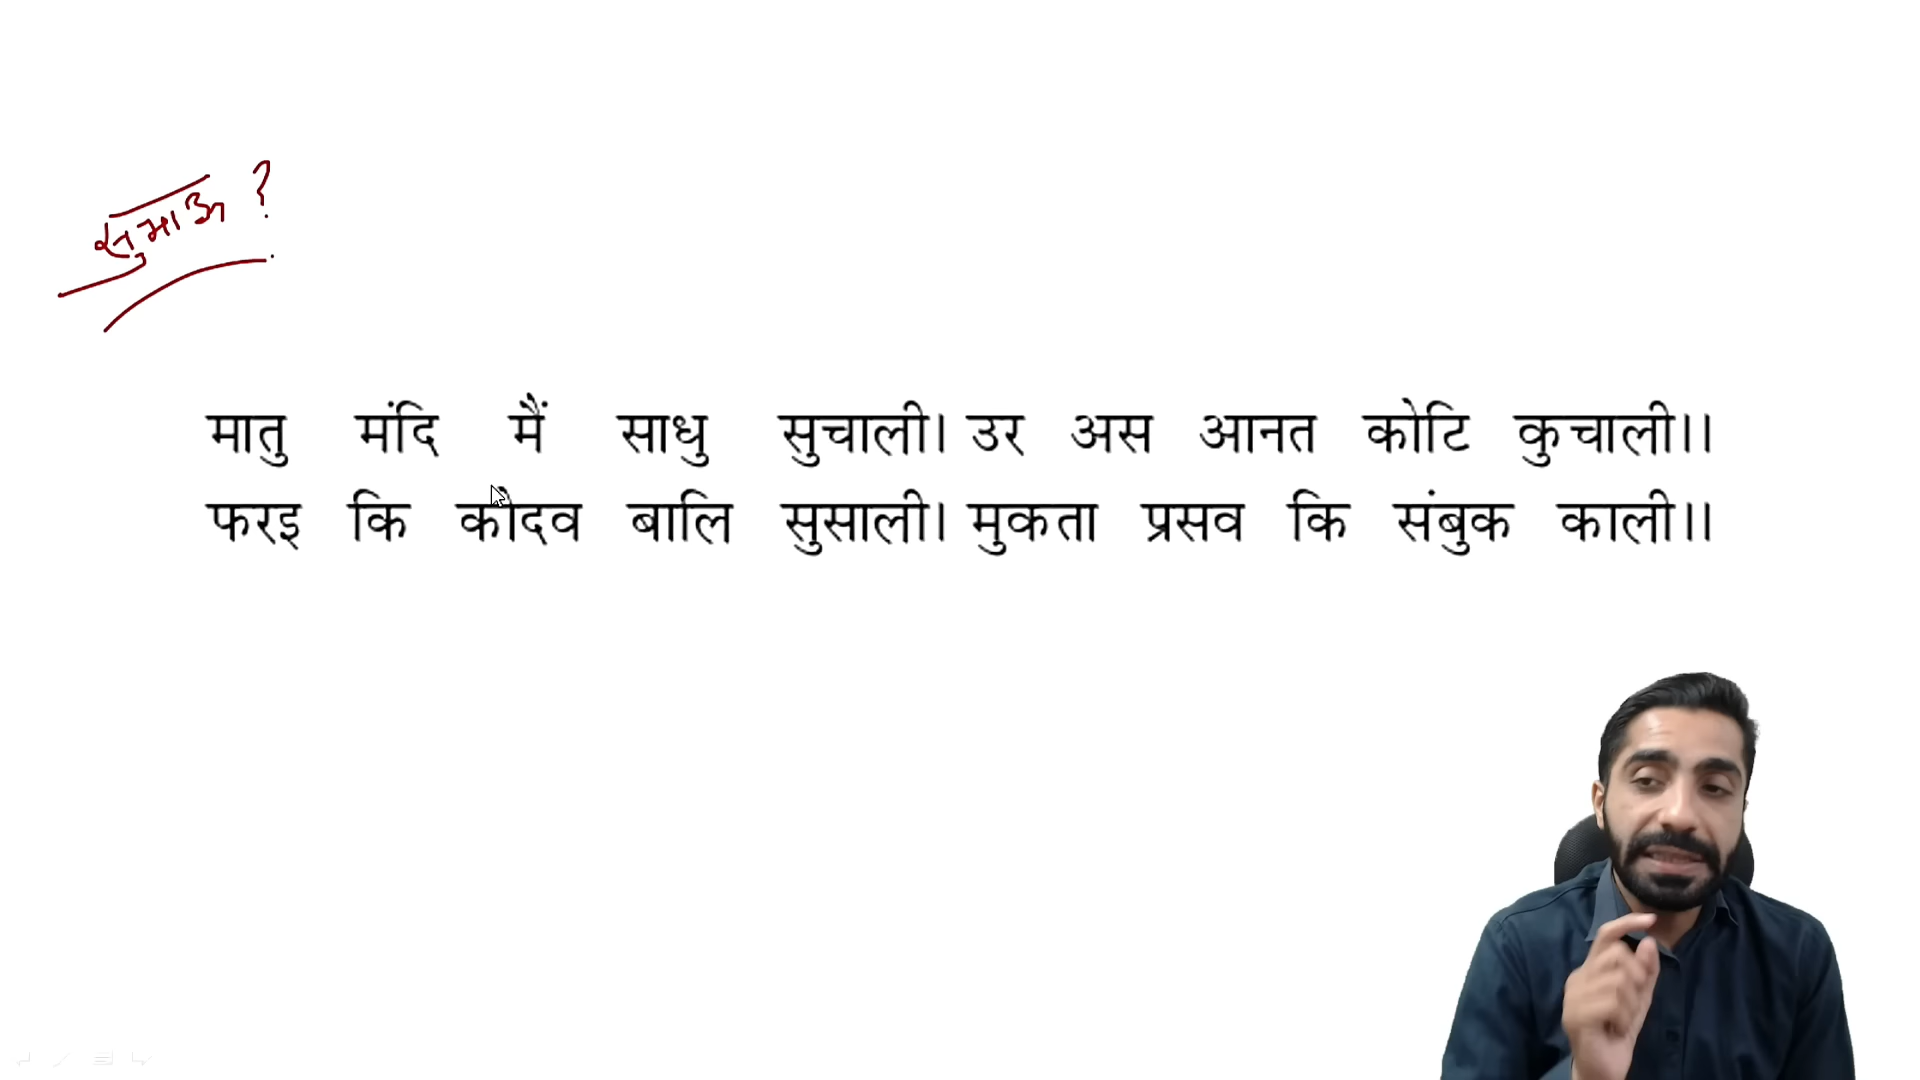 सुभाऊ ?
मातु मंदि मैं साधु सुचाली। उर अस आनत कोटि कुचाली।।
फरइ कि कोदव बालि सुसाली। मुकता प्रसव कि संबुक काली।।